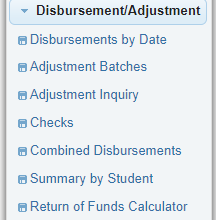 Disbursement/Adjustment
Disbursements by Date
Adjustment Batches
Adjustment Inquiry
Checks
Combined Disbursements
Summary by Student
Return of Funds Calculator